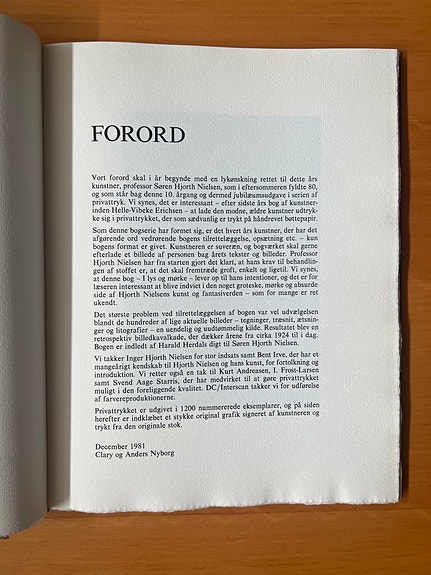 FORORD
Vort forord skal i år begynde med en lykønskning rettet til dette års
kunstner, professor Søren Hjorth Nielsen, som i eftersommeren fyldte 80,
og som står bag denne 10. årgang og dermed jubilæumsudgave i serien af
privattryk. Vi synes, det er interessant – efter sidste års bog af kunstner-
inden Helle-Vibeke Erichsen – at lade den modne, ældre kunstner udtryk-
ke sig i privattrykket, der som sædvanlig er trykt på håndrevet bøttepapir.
Som denne bogserie har formet sig, er det hvert års kunstner, der har det
afgørende ord vedrørende bogens tilrettelæggelse, opsætning etc. – kun
bogens format er givet. Kunstneren er suveræn, og bogværket skal gerne
efterlade et billede af personen bag årets tekster og billeder. Professor
Hjorth Nielsen har fra starten gjort det klart, at hans krav til behandlin-
gen af stoffet er, at det skal fremtræde groft, enkelt og ligetil. Vi synes,
at denne bog – I lys og mørke – lever op til hans intentioner, og det er for
læseren interessant at blive indviet i den noget groteske, mørke og absurde
side af Hjorth Nielsens kunst og fantasiverden – som for mange er ret
ukendt.
Det største problem ved tilrettelæggelsen af bogen var vel udvælgelsen
blandt de hundreder af lige aktuelle billeder – tegninger, træsnit, ætsnin-
ger og litografier – en uendelig og uudtømmelig kilde. Resultatet blev en
retrospektiv billedkavalkade, der dækker årene fra circa 1924 til i dag.
Bogen er indledt af Harald Herdals digt til Søren Hjorth Nielsen.
Vi takker Inger Hjorth Nielsen for stor indsats samt Bent Irve, der har et
mangeårigt kendskab til Hjorth Nielsen og hans kunst, for fortolkning og
introduktion. Vi retter også en tak til Kurt Andreasen, I. Frost-Larsen
samt Svend Aage Starris, der har medvirket til at gøre privattrykket
muligt i den foreliggende kvalitet. DC/Interscan takker vi for udførelse
af farvereproduktionerne.
Privattrykket er udgivet i 1200 nummererede eksemplarer, og på siden
herefter er indklæbet et stykke original grafik signeret af kunstneren og
trykt fra den originale stok.
December 1981
Clary og Anders Nyborg